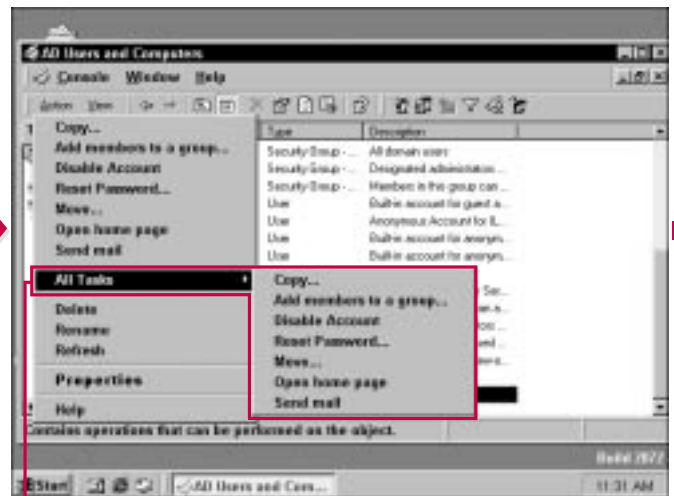 AD Users and Computers
Console Window Help
Action View
Copy...
Add members to a group...
Disable Account
Reset Password...
Move...
Open home page
Send mail
All Tasks
Delete
Rename
Refresh
Properties
Help
Type Description
Security Group - ... All domain users
Security Group - ... Designated administrators ...
Security Group - ... Members in this group can ...
User Built-in account for guest a...
User Anonymous Account for IL..
User Built-in account for anonym..
User Built-in account for anonym..
Copy...
Add members to a group...
Disable Account
Reset Password...
Move...
Open home page
Send mail
Contains operations that can be performed on the object.
Build 2072
Start AD Users and Com...
11:31 AM